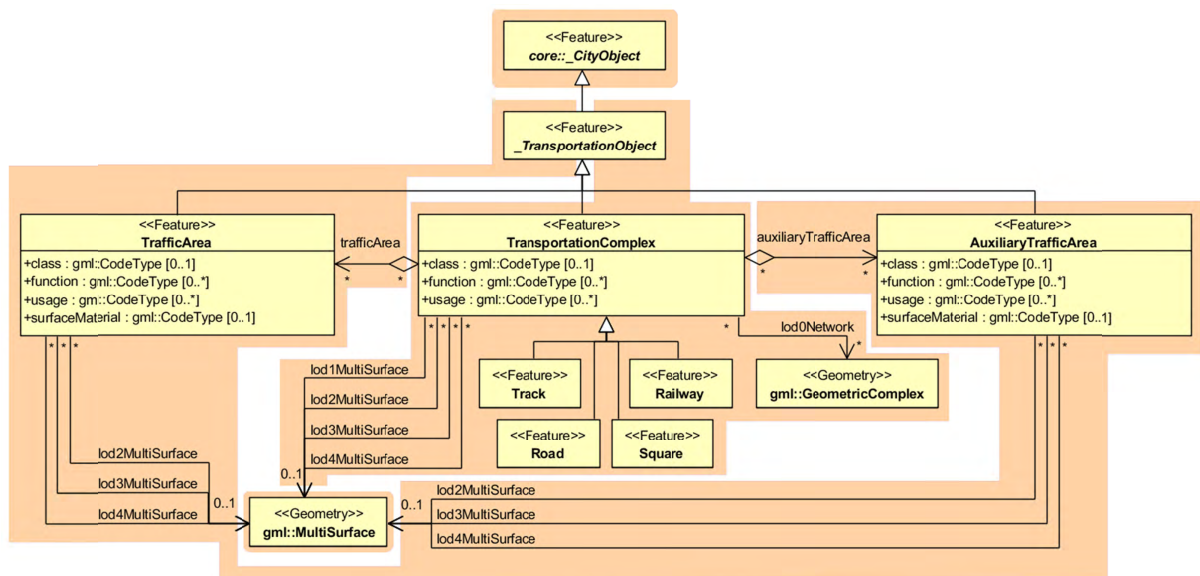 <<Feature>>
core::_CityObject
<<Feature>>
_TransportationObject
<<Feature>>
TrafficArea
+class : gml::CodeType [0..1]
+function : gml::CodeType [0..*]
+usage : gm::CodeType [0..*]
+surfaceMaterial : gml::CodeType [0..1]
trafficArea
*
*
<<Feature>>
TransportationComplex
+class : gml::CodeType [0..1]
+function : gml::CodeType [0..*]
+usage : gml::CodeType [0..*]
auxiliaryTrafficArea
*
*
<<Feature>>
AuxiliaryTrafficArea
+class : gml::CodeType [0..1]
+function : gml::CodeType [0..*]
+usage : gml::CodeType [0..*]
+surfaceMaterial : gml::CodeType [0..1]
* * *
* * * *
*
lod0Network
*
* * *
lod1MultiSurface
lod2MultiSurface
lod3MultiSurface
lod4MultiSurface
0..1
<<Feature>>
Track
<<Feature>>
Railway
<<Geometry>>
gml::GeometricComplex
<<Feature>>
Road
<<Feature>>
Square
lod2MultiSurface
lod3MultiSurface
lod4MultiSurface
0..1
<<Geometry>>
gml::MultiSurface
0..1
lod2MultiSurface
lod3MultiSurface
lod4MultiSurface